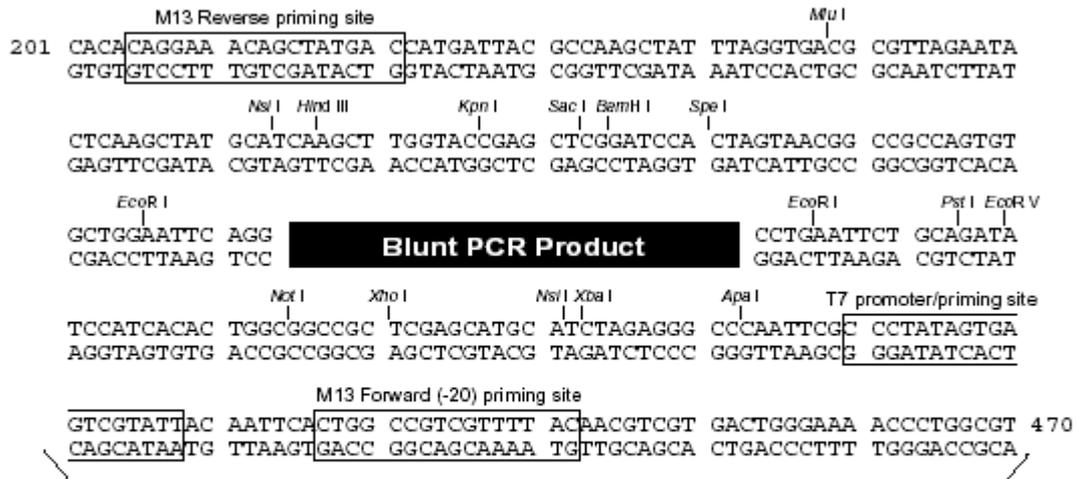 M13 Reverse priming site
Mlu I
201 CACACAGGAA ACAGCTATGAC CATGATTAC GCCAAGCTAT TTAGGTGACG CGTTAGAATA
GTGTGTCCTT TGTCGATACTG GTACTAATG CGGTTCGATA AATCCACTGC GCAATCTTAT
Nsi I Hind III Kpn I Sac I BamH I Spe I
CTCAAGCTAT GCATCAAGCT TGGTACCGAG CTCGGATCCA CTAGTAACGG CCGCCAGTGT
GAGTTCGATA CGTAGTTCGA ACCATGGCTC GAGCCTAGGT GATCATTGCC GGCGGTCACA
EcoR I EcoR I Pst I EcoR V
GCTGGAATTC AGG Blunt PCR Product CCTGAATTCT GCAGATA
CGACCTTAAG TCC GGACTTAAGA CGTCTAT
Not I Xho I Nsi I Xba I Apa I T7 promoter/priming site
TCCATCACAC TGGCGGCCGC TCGAGCATGC ATCTAGAGGG CCCAATTCGC CCTATAGTGA
AGGTAGTGTG ACCGCCGGCG AGCTCGTACG TAGATCTCCC GGGTTAAGCG GGATATCACT
M13 Forward (-20) priming site
GTCGTATTAC AATTCACTGG CCGTCGTTTT ACAACGTCGT GACTGGGAAA ACCCTGGCGT 470
CAGCATAATG TTAAGTGACC GGCAGCAAAA TGTTGCAGCA CTGACCCTTT TGGGACCGCA